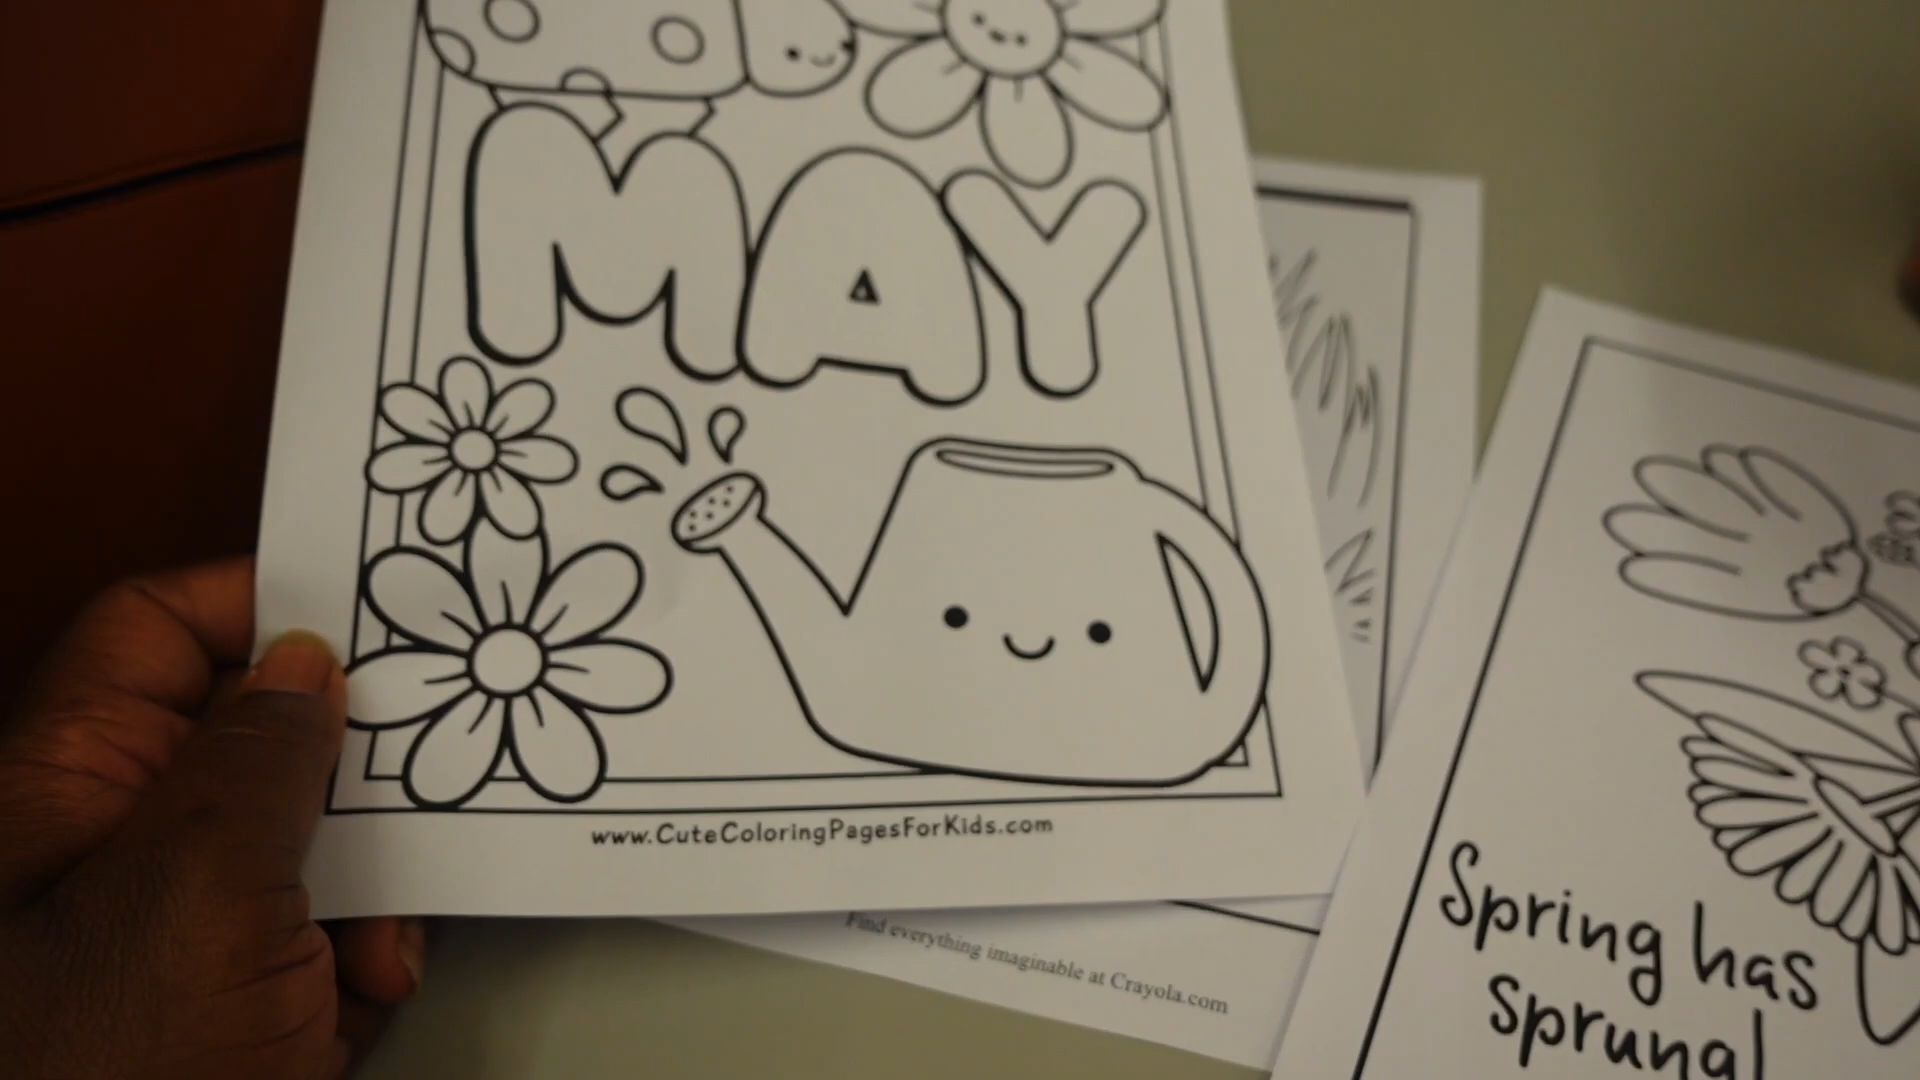 MAY
www.CuteColoringPagesForKids.com
Find everything imaginable at Crayola.com
Spring has
sprung!